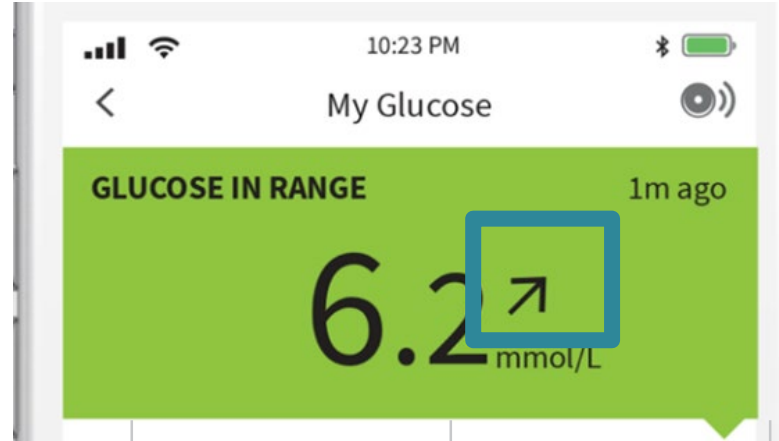 10:23 PM
My Glucose
GLUCOSE IN RANGE 1m ago
6.2
mmol/L